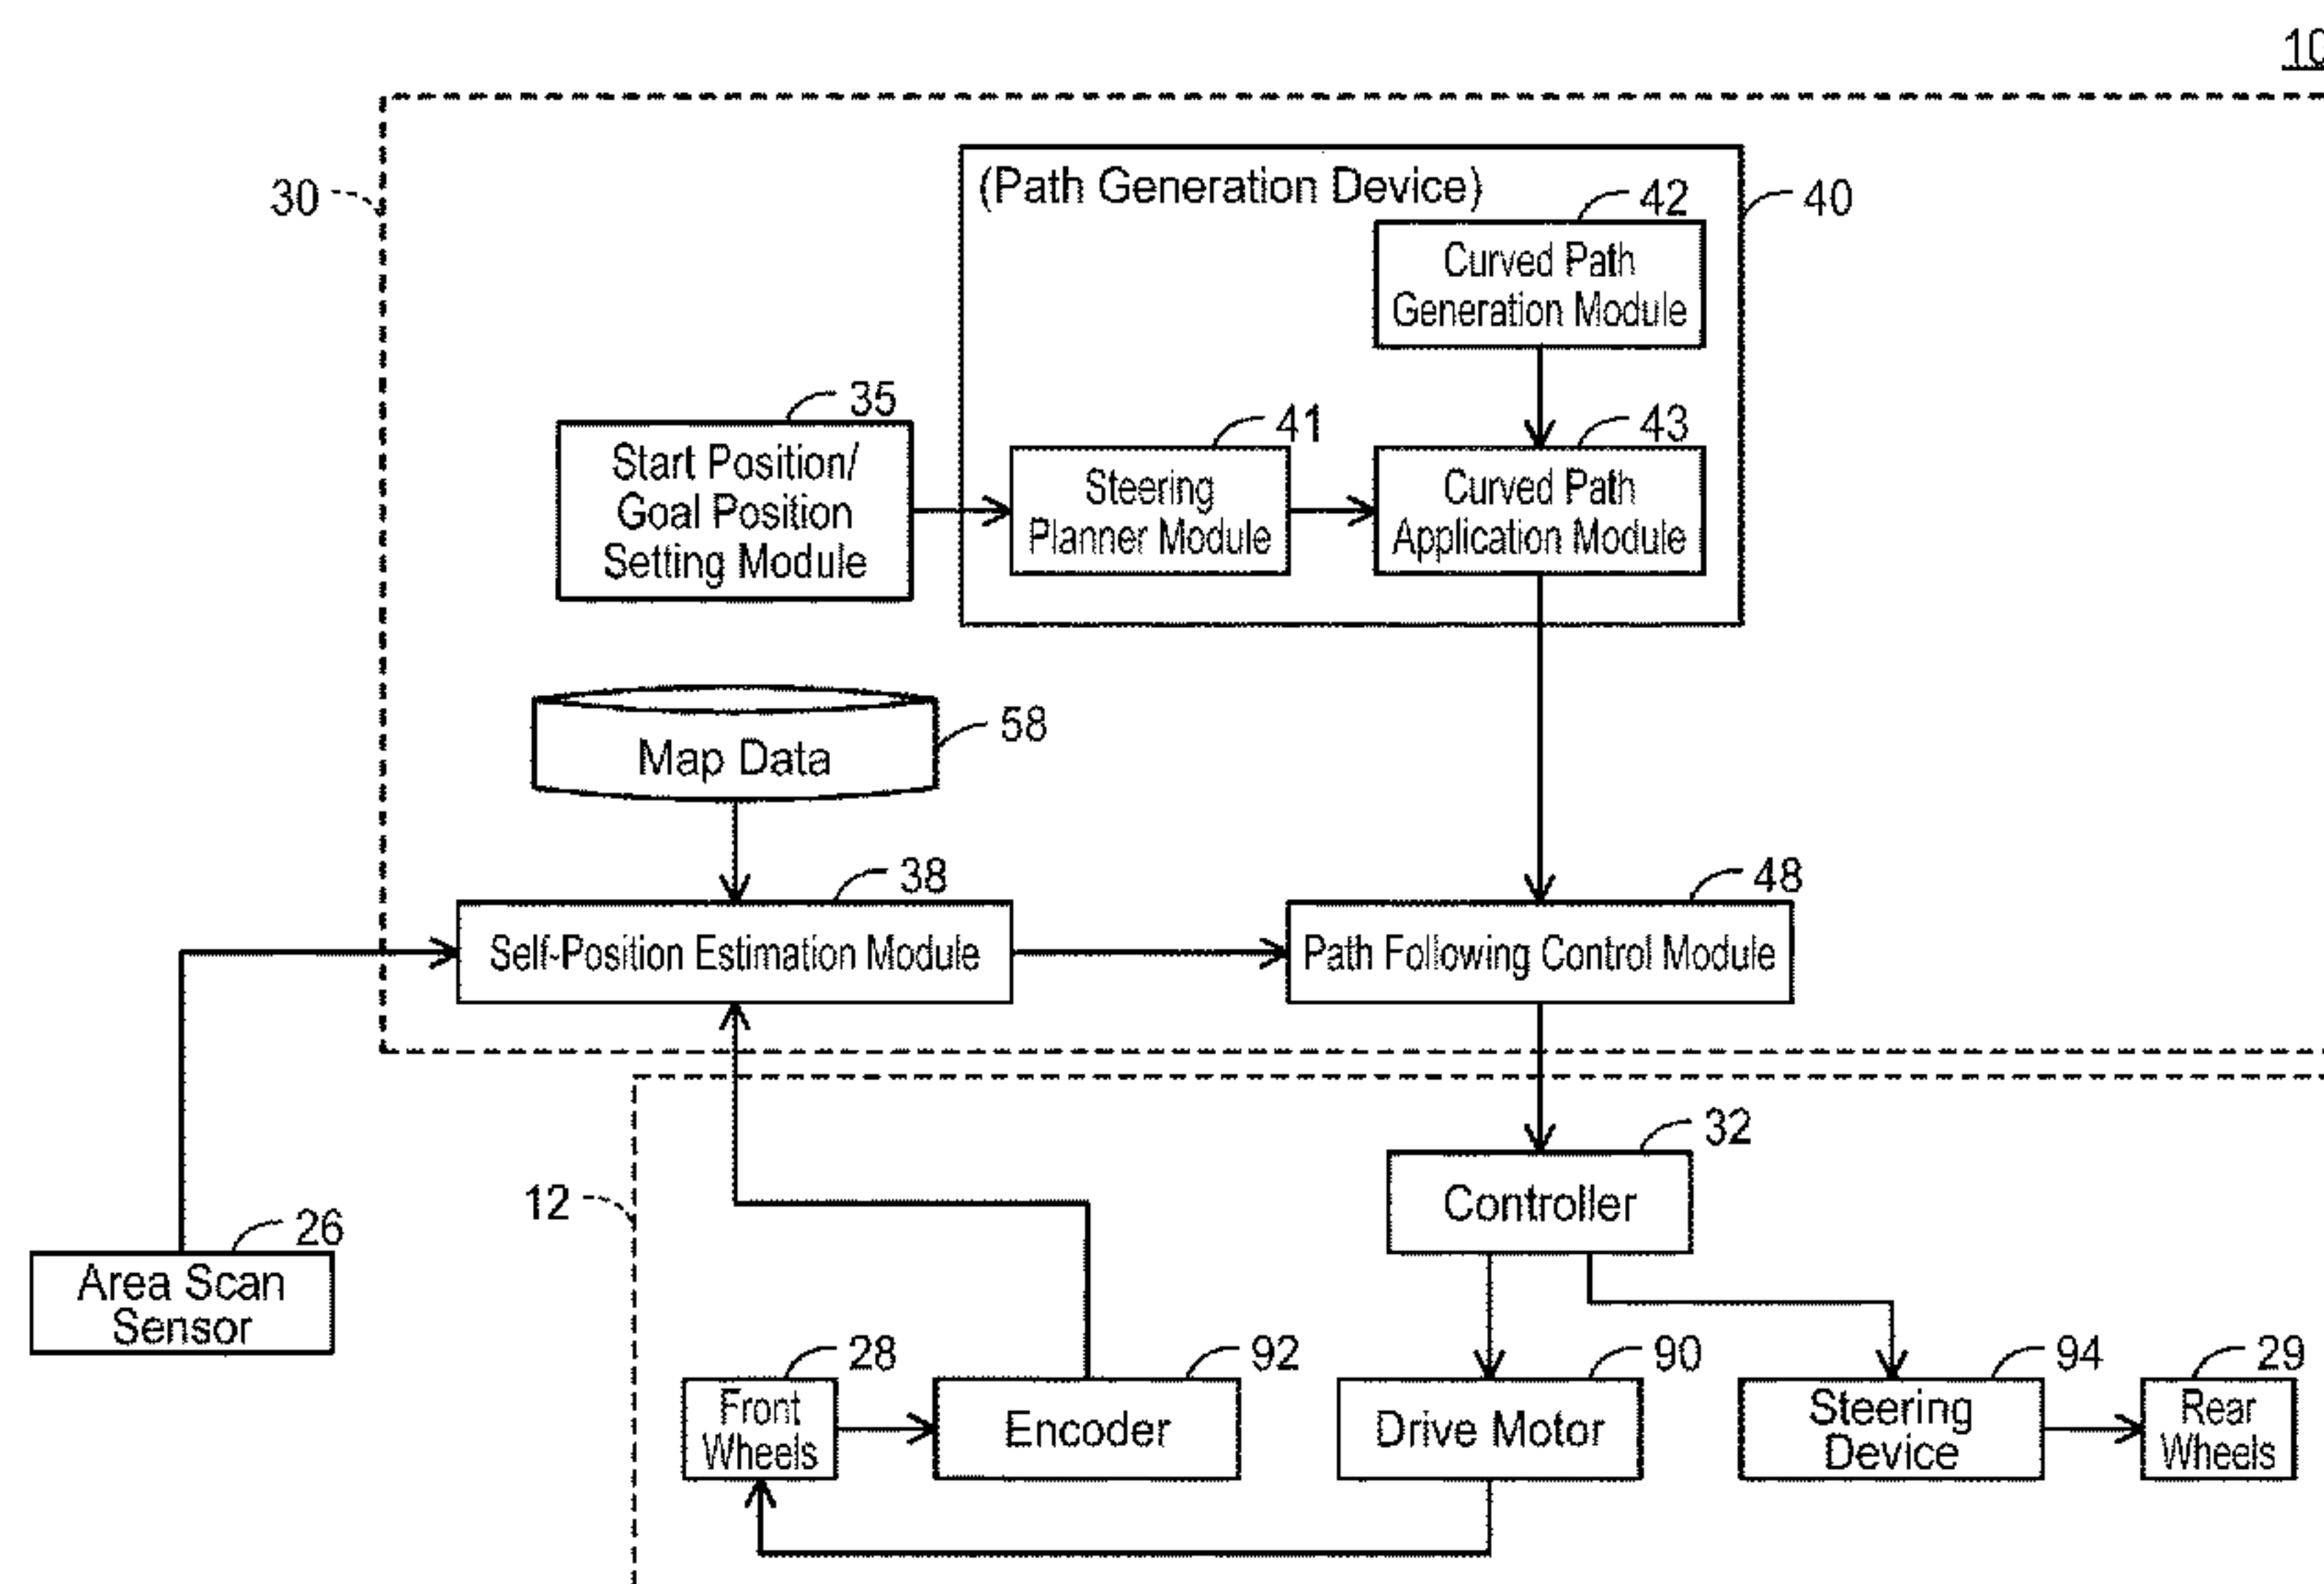 10
30
(Path Generation Device)
40
42
Curved Path
Generation Module
35
Start Position/
Goal Position
Setting Module
41
Steering
Planner Module
43
Curved Path
Application Module
58
Map Data
38
Self-Position Estimation Module
48
Path Following Control Module
12
32
Controller
26
Area Scan
Sensor
28
Front
Wheels
92
Encoder
90
Drive Motor
94
Steering
Device
29
Rear
Wheels